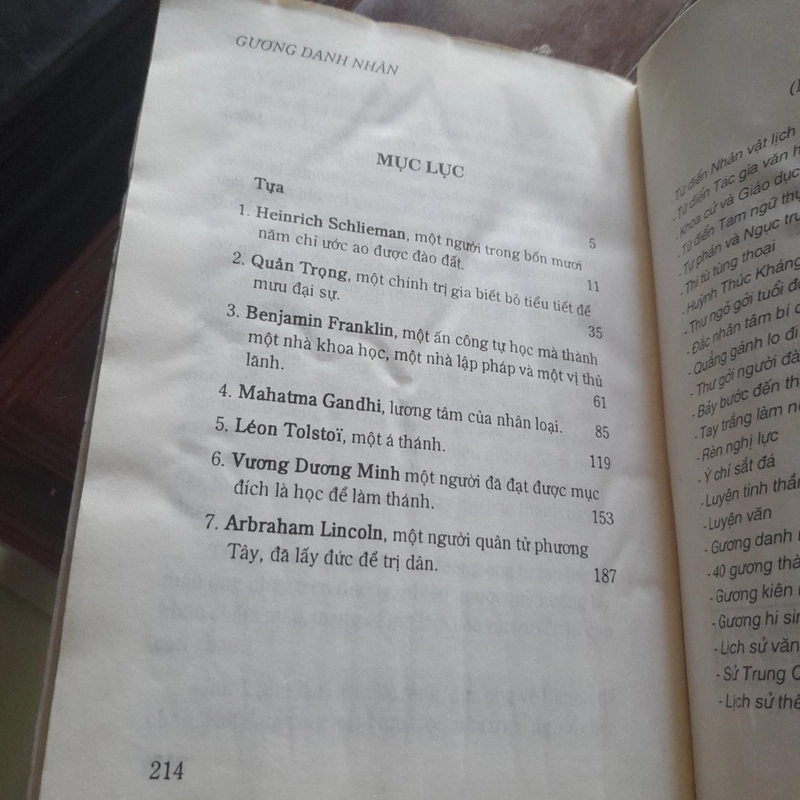 GƯƠNG DANH NHÂN
MỤC LỤC
Tựa 5
1. Heinrich Schlieman, một người trong bốn mươi
năm chỉ ước ao được đào đất. 11
2. Quản Trọng, một chính trị gia biết bỏ tiểu tiết để
mưu đại sự. 35
3. Benjamin Franklin, một ấn công tự học mà thành
một nhà khoa học, một nhà lập pháp và một vị thủ
lãnh. 61
4. Mahatma Gandhi, lương tâm của nhân loại. 85
5. Léon Tolstoï, một á thánh. 119
6. Vương Dương Minh một người đã đạt được mục
đích là học để làm thánh. 153
7. Arbraham Lincoln, một người quân tử phương
Tây, đã lấy đức để trị dân. 187
214
- Từ điển Nhân vật lịch
- Từ điển Tác gia văn
- Khoa cử và Giáo dục
- Từ điển Tam ngữ
- Tự phán và Ngục
- Thi tù tùng thoại
- Huỳnh Thúc Kháng
- Thư ngỏ gởi tuổi
- Đắc nhân tâm bí
- Quẳng gánh lo đi
- Thư gởi người
- Bảy bước đến
- Tay trắng làm
- Rèn nghị lực
- Ý chí sắt đá
- Luyện tinh thần
- Luyện văn
- Gương danh
- 40 gương
- Gương kiên
- Gương hi sinh
- Lịch sử văn
- Sử Trung
- Lịch sử